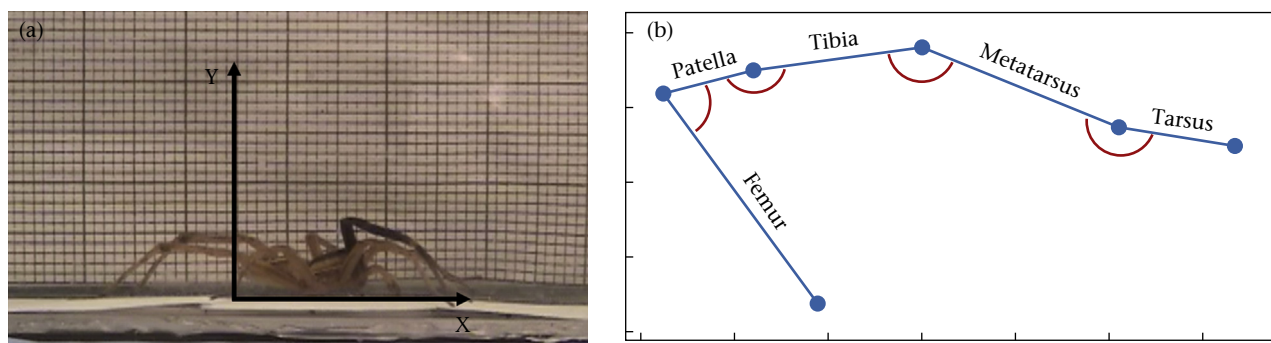 (a)
Y
X
(b)
Patella
Tibia
Metatarsus
Tarsus
Femur